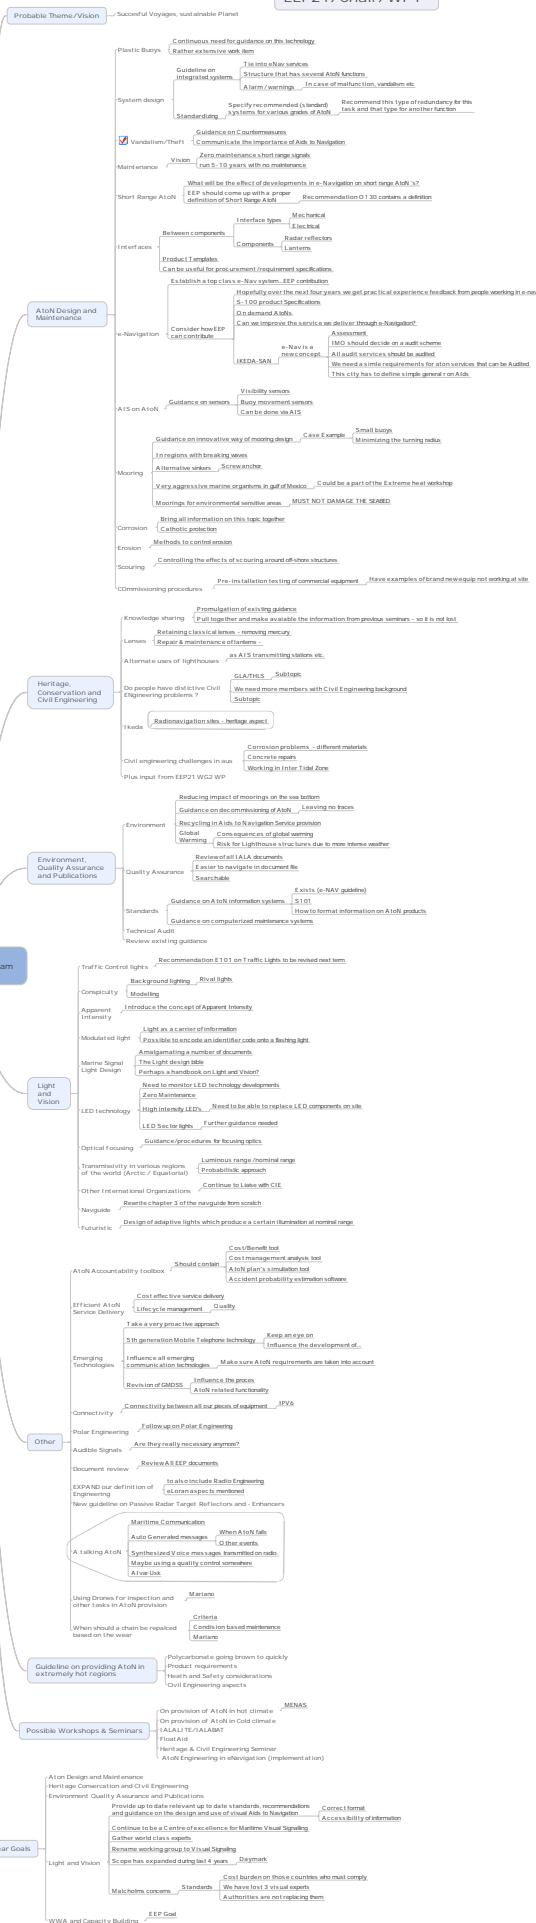 Probable Theme/Vision
Succesful Voyages, sustainable Planet
AtoN Design and
Maintenance
Plastic Buoys
Continuous need for guidance on this technology
Rather extensive work item
System design
Guideline on
integrated systems
Tie into eNav services
Structure that has several AtoN functions
Alarm / warnings
In case of malfunction, vandalism etc
Standardizing
Specify recommended (standard)
systems for various grades of AtoN
Recommend this type of redundancy for this
task and that type for another function
Vandalism/Theft
Guidance on Countermeasures
Communicate the importance of Aids to Navigation
Maintenance
Vision
Zero maintenance short range signals
run 5-10 years with no maintenance
Short Range AtoN
What will be the effect of developments in e-Navigation on short range AtoN 's?
EEP should come up with a proper
definition of Short Range AtoN
Recommendation O130 contains a definition
Interfaces
Between components
Interface types
Mechanical
Electrical
Components
Radar reflectors
Lanterns
Product Templates
Can be useful for procurement /requirement specifications
e-Navigation
Establish a top class e-Nav system...EEP contribution
Consider how EEP
can contribute
Hopefully over the next four years we get practical experience feedback from people woorking in e-nav
S-100 product Specifications
On demand AtoNs
Can we improve the service we deliver through e-Navigation?
IKEDA-SAN
e-Nav is a
new concept
Assessment
IMO should decide on a audit scheme
All audit services should be audited
We need a simle requirements for aton services that can be Audited
This ctty has to define simple general r on AIds
AIS on AtoN
Guidance on sensors
Visibility sensors
Buoy movement sensors
Can be done via AIS
Mooring
Guidance on innovative way of mooring design
Case Example
Small buoys
Minimizing the turning radius
In regions with breaking waves
Alternative sinkers
Screw anchor
Very aggressive marine organisms in gulf of Mexico
Could be a part of the Extreme heat workshop
Moorings for environmental sensitive areas
MUST NOT DAMAGE THE SEABED
Corrosion
Bring all information on this topic together
Cathotic protection
Erosion
Methods to control erosion
Scouring
Controlling the effects of scouring around off-shore structures
COmmissioning procedures
Pre-installation testing of commercial equipment
Have examples of brand new equip not working at site
Heritage,
Conservation and
Civil Engineering
Knowledge sharing
Promulgation of existing guidance
Pull together and make available the information from previous seminars - so it is not lost
Lenses
Retaining classical lenses - removing mercury
Repair & maintenance of lanterns -
Alternate uses of lighthouses
as AIS transmitting stations etc.
Do people have distictive Civil
ENgineering problems ?
GLA/THLS
Subtopic
We need more members with Civil Engineering background
Subtopic
Ikeda
Radionavigation sites - heritage aspect
Civil engineering challenges in aus
Corrosion problems - different materials
Concrete repairs
Working in Inter Tidal Zone
Plus input from EEP21 WG2 WP
Environment,
Quality Assurance
and Publications
Environment
Reducing impact of moorings on the sea bottom
Guidance on decommissioning of AtoN
Leaving no traces
Recycling in Aids to Navigation Service provision
Global
Warming
Consequences of global warming
Risk for Lighthouse structures due to more intense weather
Quality Assurance
Review of all IALA documents
Easier to navigate in document file
Searchable
Standards
Guidance on AtoN information systems
Exists (e-NAV guideline)
S101
How to format information on AtoN products
Guidance on computerized maintenance systems
Technical Audit
Review existing guidance
am
Light
and
Vision
Traffic Control lights
Recommendation E101 on Traffic Lights to be revised next term
Conspicuity
Background lighting
Rival lights
Modelling
Apparent
Intensity
Introduce the concept of Apparent Intensity
Modulated light
Light as a carrier of information
Possible to encode an identifier code onto a flashing light
Marine Signal
Light Design
Amalgamating a number of documents
The Light design bible
Perhaps a handbook on Light and Vision?
LED technology
Need to monitor LED technology developments
Zero Maintenance
High intensity LED's
Need to be able to replace LED components on site
LED Sector lights
Further guidance needed
Optical focusing
Guidance/procedures for focusing optics
Transmissivity in various regions
of the world (Arctic / Equatorial)
Luminous range /nominal range
Probabilistic approach
Other International Organizations
Continue to Liaise with CIE
Navguide
Rewrite chapter 3 of the navguide from scratch
Futuristic
Design of adaptive lights which produce a certain illumination at nominal range
Other
AtoN Accountability toolbox
Should contain
Cost/Benefit tool
Cost management analysis tool
AtoN plan's simulation tool
Accident probability estimation software
Efficient AtoN
Service Delivery
Cost effective service delivery
Lifecycle management
Quality
Emerging
Technologies
Take a very proactive approach
5th generation Mobile Telephone technology
Keep an eye on
Influence the development of...
Influence all emerging
communication technologies
Make sure AtoN requirements are taken into account
Revision of GMDSS
Influence the proces
AtoN related functionality
Connectivity
Connectivity between all our pieces of equipment
IPV6
Polar Engineering
Follow up on Polar Engineering
Audible Signals
Are they really necessary anymore?
Document review
Review All EEP documents
EXPAND our definition of
Engineering
to also include Radio Engineering
eLoran aspects mentioned
New guideline on Passive Radar Target Reflectors and - Enhancers
A talking AtoN
Maritime Communication
Auto Generated messages
When AtoN fails
Other events
Synthesized Voice messages transmitted on radio.
Maybe using a quality control somewhere
Alvar Usk
Using Drones for inspection and
other tasks in AtoN provision
Mariano
When should a chain be repalced
based on the wear
Criteria
Condision based maintenance
Mariano
Guideline on providing AtoN in
extremely hot regions
Polycarbonate going brown to quickly
Product requirements
Heath and Safety considerations
Civil Engineering aspects
Possible Workshops & Seminars
On provision of AtoN in hot climate
MENAS
On provision of AtoN in Cold climate
IALALITE/IALABAT
FloatAid
Heritage & Civil Engineering Seminar
AtoN Engineering in eNavigation (implementation)
ear Goals
Aton Design and Maintenance
Heritage Consercation and Civil Engineering
Environment Quality Assurance and Publications
Light and Vision
Provide up to date relevant up to date standards, recommendations
and guidance on the design and use of visual Aids to Navigation
Correct format
Accessibility of information
Continue to be a Centre of excellence for Maritime Visual Signalling
Gather world class experts
Rename working group to Visual Signaling
Scope has expanded during last 4 years
Daymark
Malcholms concerns
Standards
Cost burden on those countries who must comply
We have lost 3 visual experts
Authorities are not replacing them
WWA and Capacity Building
EEP Goal